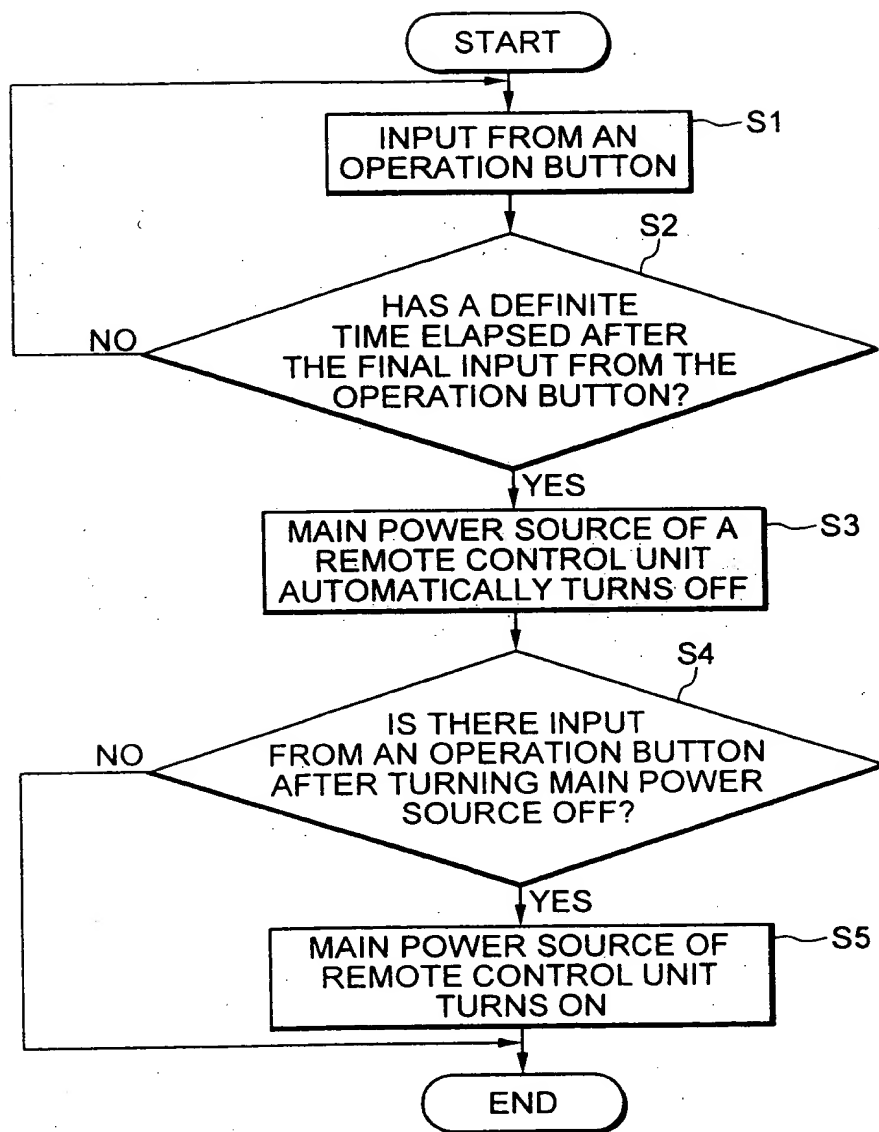 START
INPUT FROM AN
OPERATION BUTTON
S1
S2
HAS A DEFINITE
TIME ELAPSED AFTER
THE FINAL INPUT FROM THE
OPERATION BUTTON?
NO
YES
MAIN POWER SOURCE OF A
REMOTE CONTROL UNIT
AUTOMATICALLY TURNS OFF
S3
S4
IS THERE INPUT
FROM AN OPERATION BUTTON
AFTER TURNING MAIN POWER
SOURCE OFF?
NO
YES
MAIN POWER SOURCE OF
REMOTE CONTROL UNIT
TURNS ON
S5
END